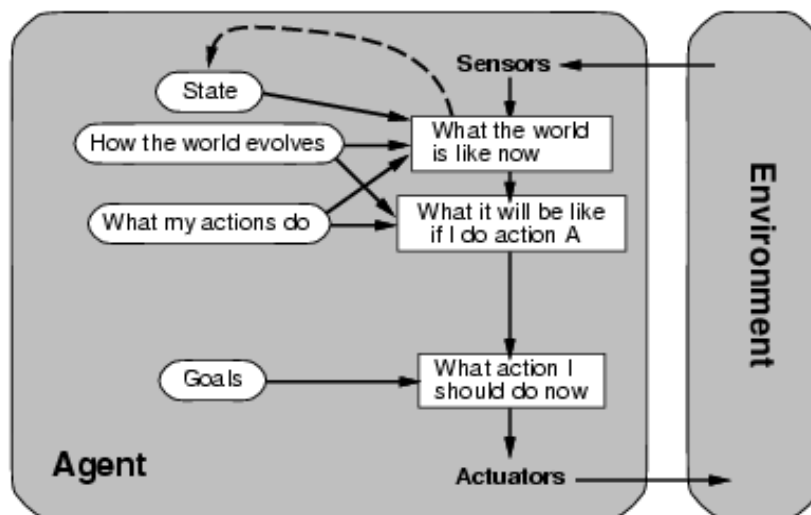 Sensors
State
What the world
is like now
How the world evolves
What my actions do
What it will be like
if I do action A
Environment
Goals
What action I
should do now
Agent
Actuators